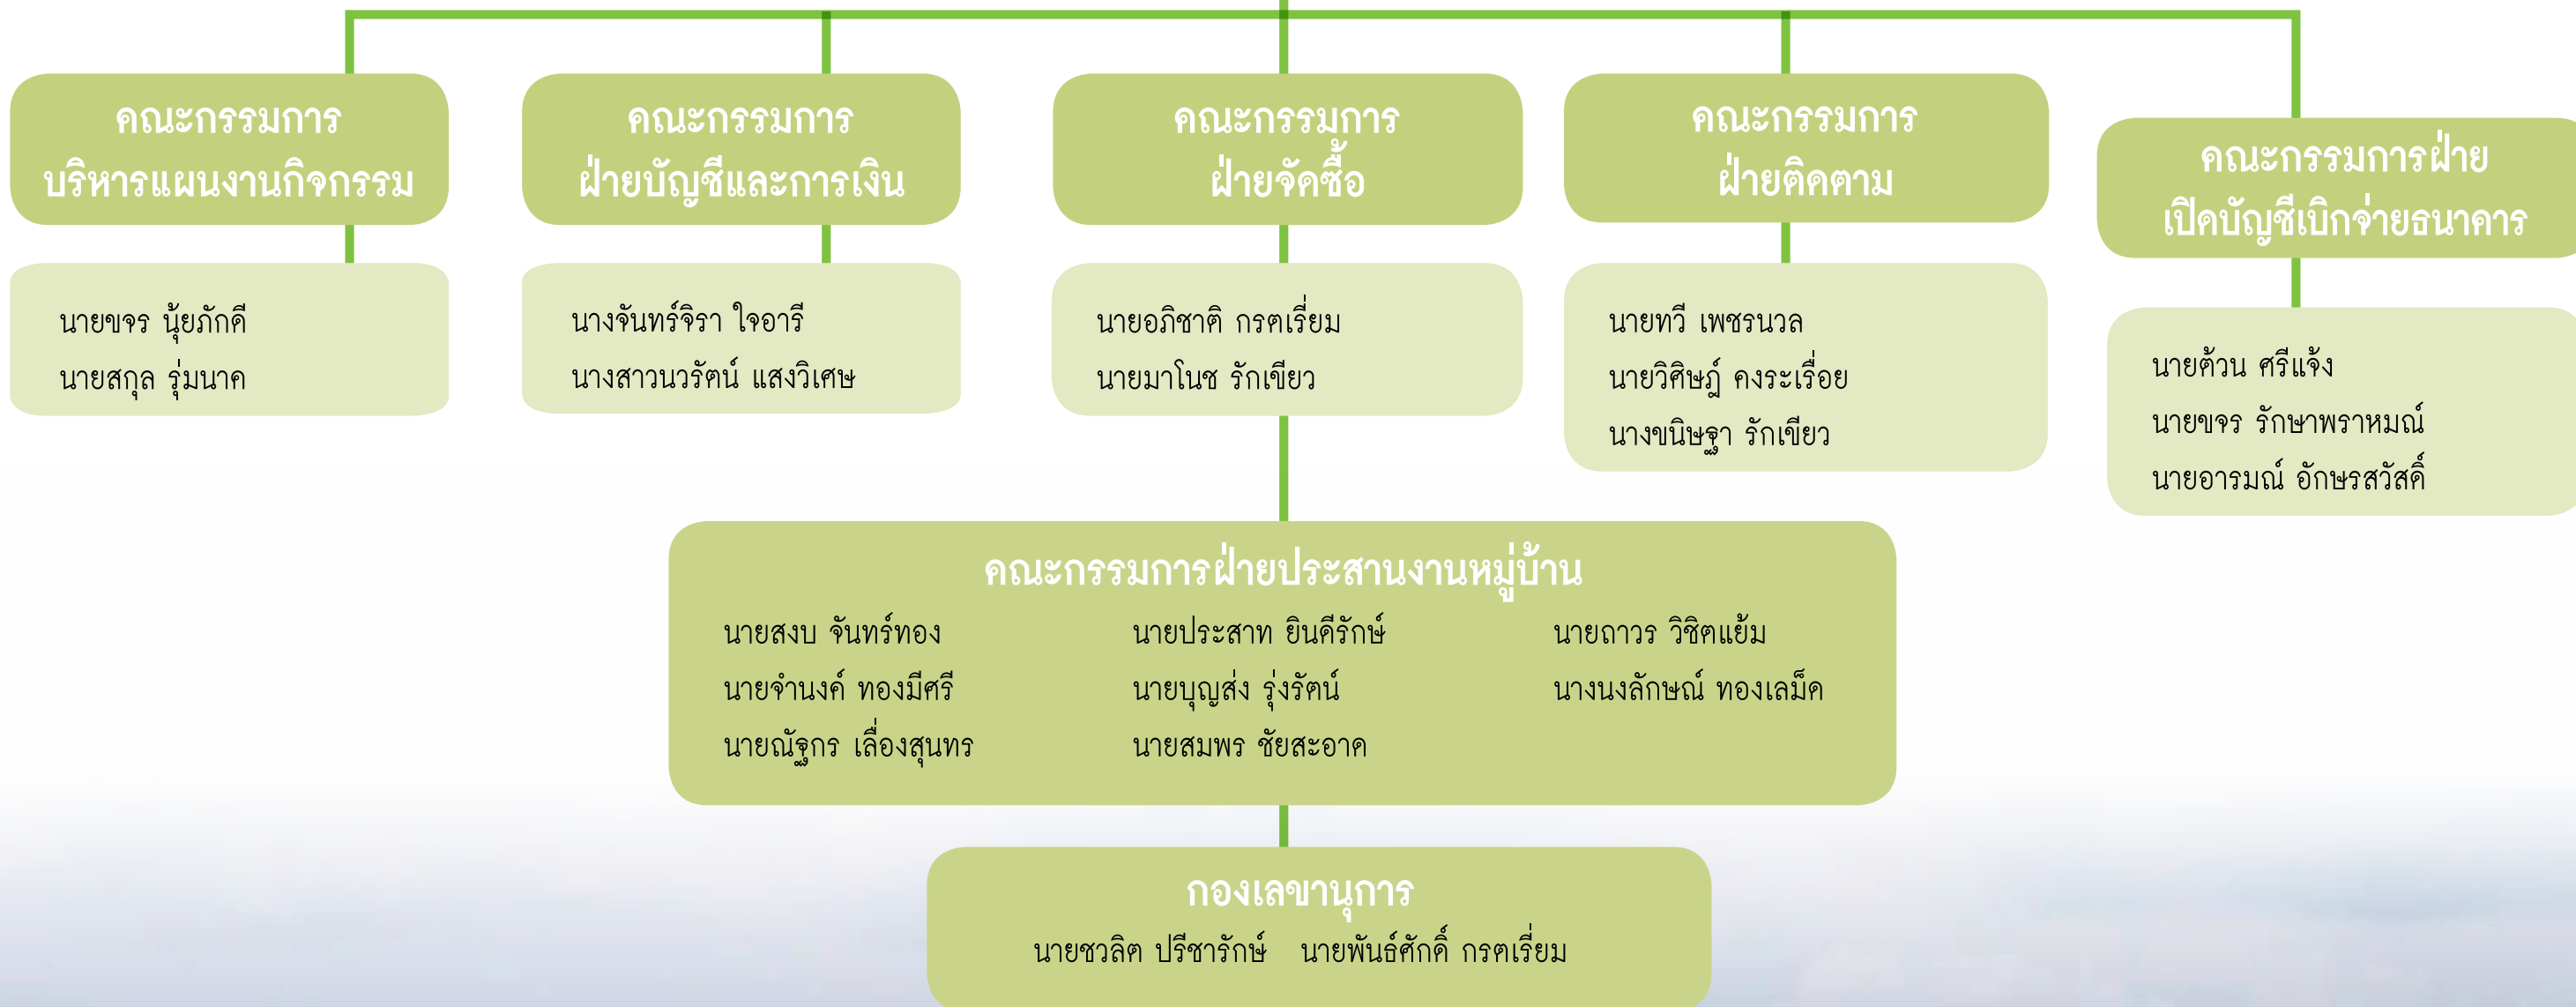 คณะกรรมการ
บริหารแผนงานกิจกรรม
นายขจร นุ้ยภักดี
นายสกุล รุ่มนาค
คณะกรรมการ
ฝ่ายบัญชีและการเงิน
นางจันทร์จิรา ใจอารี
นางสาวนวรัตน์ แสงวิเศษ
คณะกรรมการ
ฝ่ายจัดซื้อ
นายอภิชาติ กรตเรี่ยม
นายมาโนช รักเขียว
คณะกรรมการ
ฝ่ายติดตาม
นายทวี เพชรนวล
นายวิศิษฎ์ คงระเรื่อย
นางขนิษฐา รักเขียว
คณะกรรมการฝ่าย
เปิดบัญชีเบิกจ่ายธนาคาร
นายต้วน ศรีแจ้ง
นายขจร รักษาพราหมณ์
นายอารมณ์ อักษรสวัสดิ์
คณะกรรมการฝ่ายประสานงานหมู่บ้าน
นายสงบ จันทร์ทอง
นายจำนงค์ ทองมีศรี
นายณัฐกร เลื่องสุนทร
นายประสาท ยินดีรักษ์
นายบุญส่ง รุ่งรัตน์
นายสมพร ชัยสะอาด
นายถาวร วิชิตแย้ม
นางนงลักษณ์ ทองเลม็ด
กองเลขานุการ
นายชวลิต ปรีชารักษ์ นายพันธ์ศักดิ์ กรตเรี่ยม